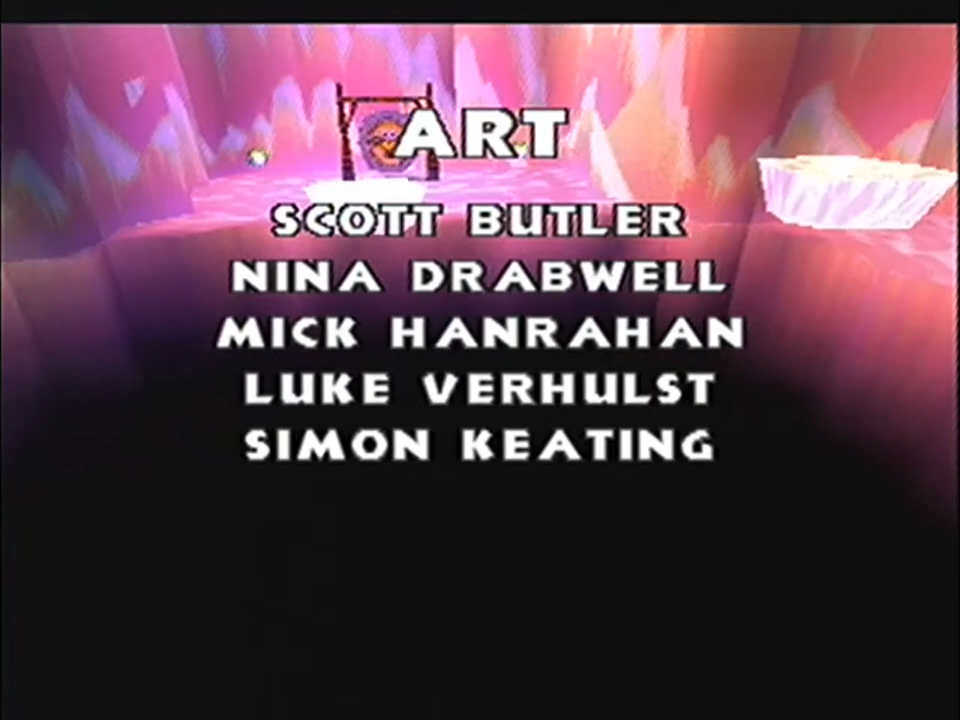 ART
SCOTT BUTLER
NINA DRABWELL
MICK HANRAHAN
LUKE VERHULST
SIMON KEATING